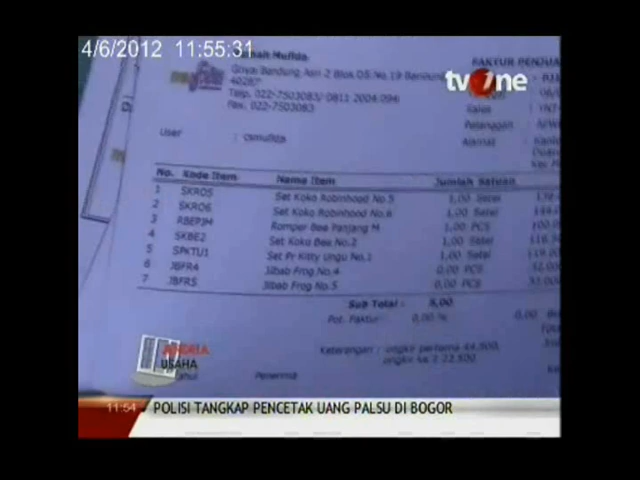 4/6/2012 11:55:31
FAKTUR PENJUA
tvOne
Bandung Asri 2 Blok D5 No.19 Bandung
40287
Telp. 022-7503083/ 0811 2004 094
Fax. 022-7503083
User : csmufida
Pelanggan
Alamat
No. Kode Item Nama Item Jumlah Satuan
1 SKRO5 Set Koko Robinhood No.5 1,00 Setel
2 SKRO6 Set Koko Robinhood No.6 1,00 Setel
3 RBEPJM Romper Bee Panjang M 1,00 PCS
4 SKBE2 Set Koko Bee No.2 1,00 Setel
5 SPKTU1 Set Pr Kitty Ungu No.1 1,00 Setel
6 JBFR4 Jilbab Frog No.4 0,00 PCS
7 JBFR5 Jilbab Frog No.5 0,00 PCS
Sub Total : 5,00
Pot. Faktur : 0,00 %
Keterangan : ongkir pertama 44,500,
ongkir ke 2 22,500
USAHA
Penerima
11:54 POLISI TANGKAP PENCETAK UANG PALSU DI BOGOR